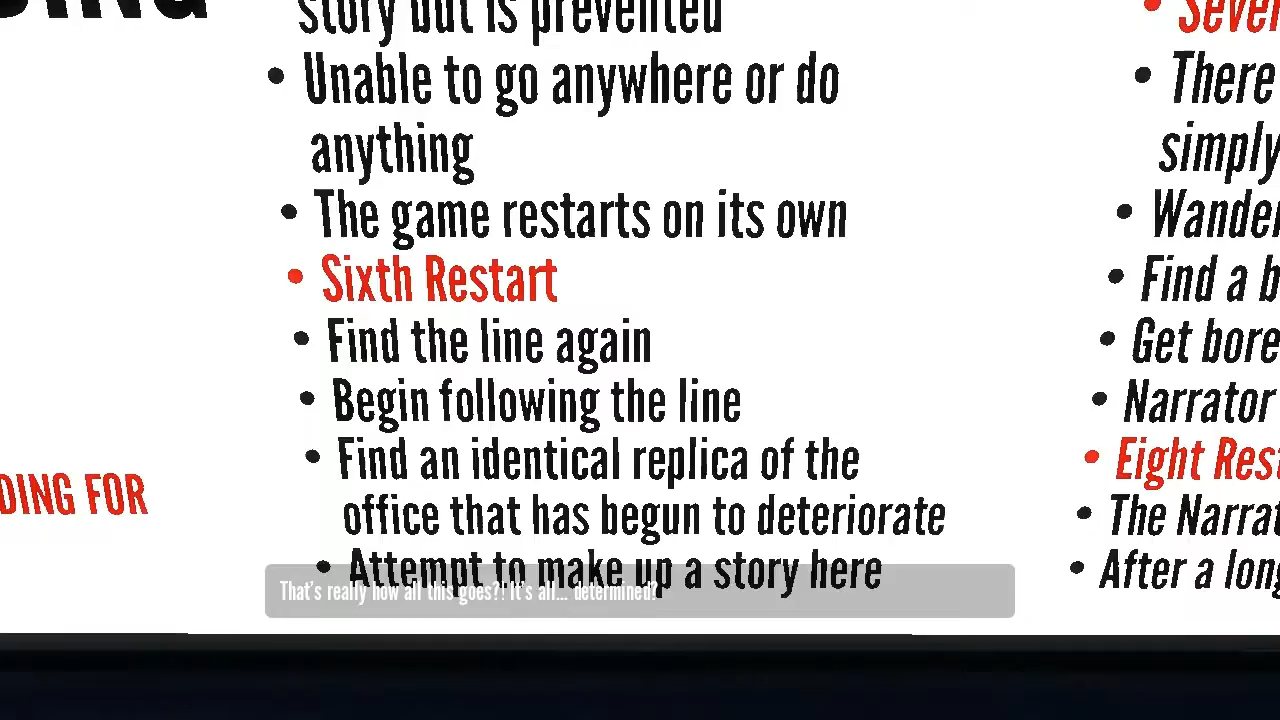 story but is prevented
• Unable to go anywhere or do
anything
• The game restarts on its own
• Sixth Restart
• Find the line again
• Begin following the line
• Find an identical replica of the
office that has begun to deteriorate
• Attempt to make up a story here
DING FOR
• There
simply
• Wander
• Find a b
• Get bore
• Narrator
• Eight Rest
• The Narrat
• After a long
That's really how all this goes?! It's all... determined?